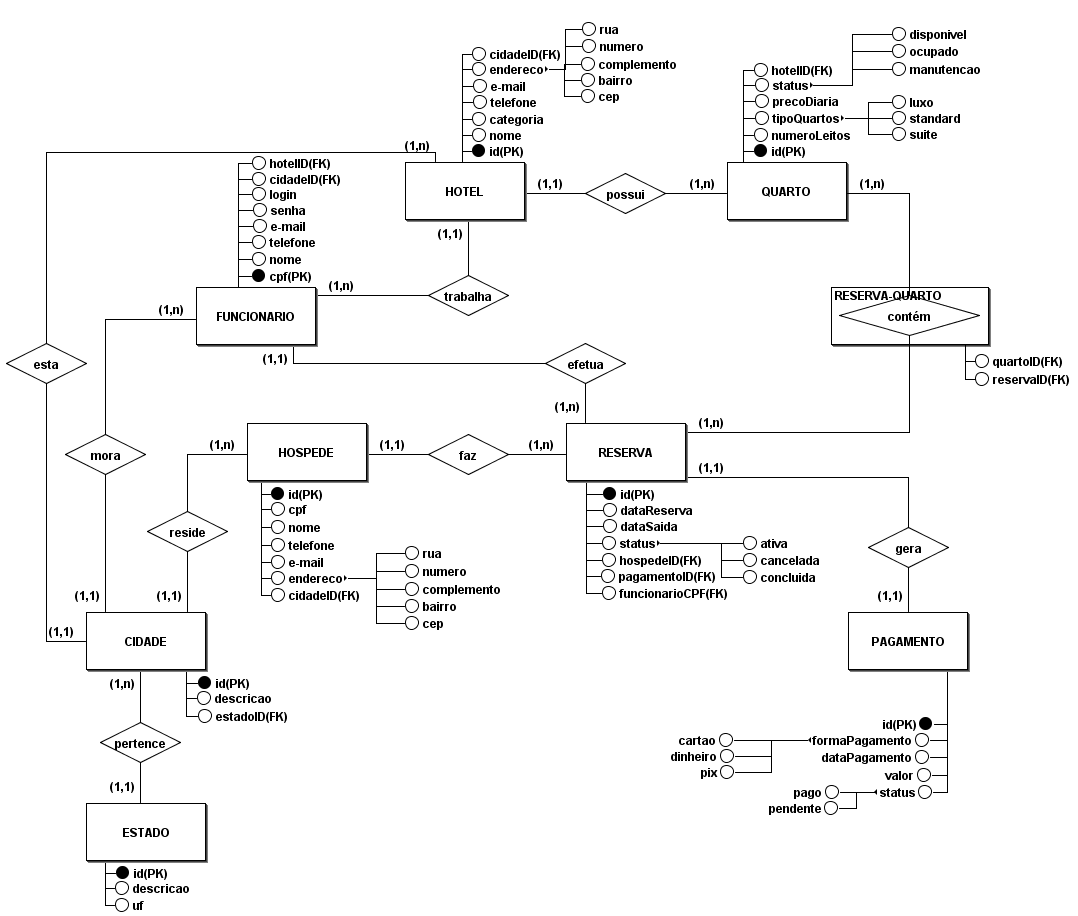 rua
numero
complemento
bairro
cep
cidadeID(FK)
endereco
e-mail
telefone
categoria
nome
id(PK)
HOTEL
(1,n)
(1,1)
possui
(1,n)
(1,1)
disponivel
ocupado
manutencao
hotelID(FK)
status
precoDiaria
tipoQuartos
luxo
standard
suite
numeroLeitos
id(PK)
QUARTO
(1,n)
hotelID(FK)
cidadeID(FK)
login
senha
e-mail
telefone
nome
cpf(PK)
FUNCIONARIO
(1,n)
trabalha
(1,n)
(1,1)
efetua
(1,n)
RESERVA-QUARTO
contém
quartoID(FK)
reservaID(FK)
esta
mora
(1,n)
HOSPEDE
(1,1)
faz
(1,n)
RESERVA
(1,n)
(1,1)
reside
id(PK)
cpf
nome
telefone
e-mail
endereco
cidadeID(FK)
rua
numero
complemento
bairro
cep
id(PK)
dataReserva
dataSaida
status
hospedeID(FK)
pagamentoID(FK)
funcionarioCPF(FK)
ativa
cancelada
concluida
gera
(1,1)
PAGAMENTO
(1,1)
(1,1)
(1,1)
CIDADE
(1,n)
id(PK)
descricao
estadoID(FK)
pertence
(1,1)
ESTADO
id(PK)
descricao
uf
id(PK)
formaPagamento
dataPagamento
valor
status
cartao
dinheiro
pix
pago
pendente